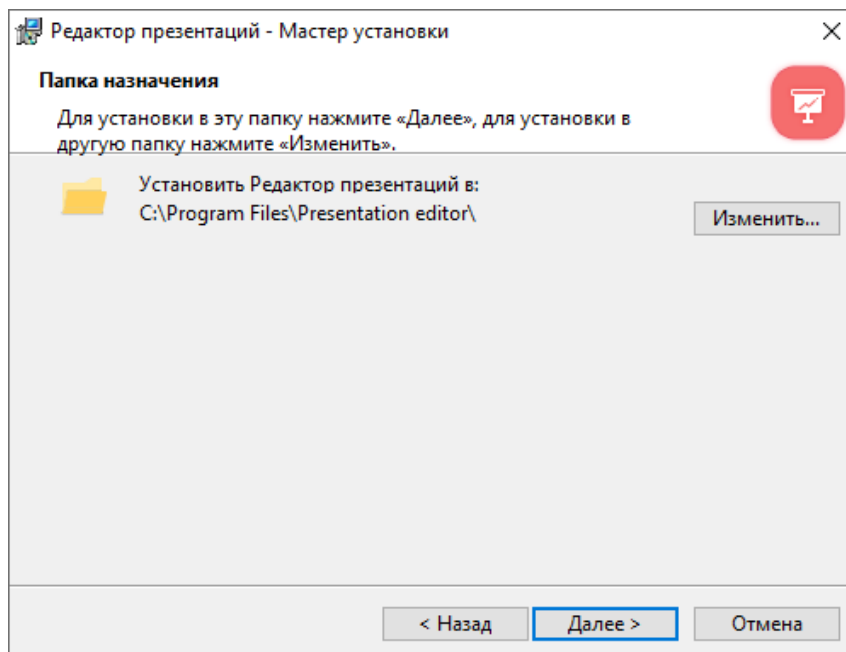 Редактор презентаций - Мастер установки
Папка назначения
Для установки в эту папку нажмите «Далее», для установки в
другую папку нажмите «Изменить».
Установить Редактор презентаций в:
C:\Program Files\Presentation editor\
Изменить...
< Назад
Далее >
Отмена